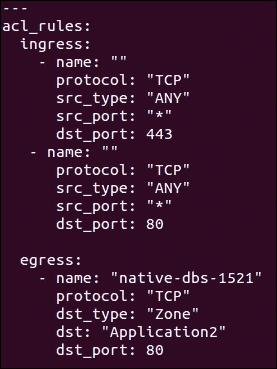 ---
acl_rules:
  ingress:
    - name: ""
      protocol: "TCP"
      src_type: "ANY"
      src_port: "*"
      dst_port: 443
   - name: ""
      protocol: "TCP"
      src_type: "ANY"
      src_port: "*"
      dst_port: 80

  egress:
    - name: "native-dbs-1521"
      protocol: "TCP"
      dst_type: "Zone"
      dst: "Application2"
      dst_port: 80